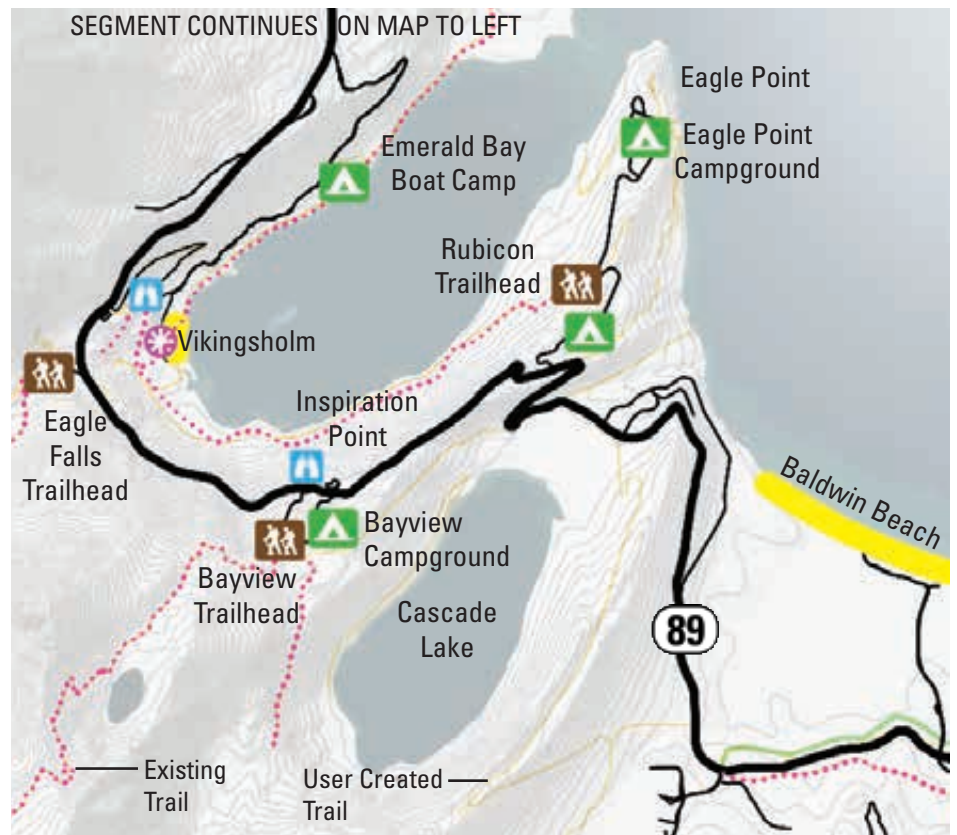 SEGMENT CONTINUES ON MAP TO LEFT
Eagle Point
Eagle Point
Campground
Emerald Bay
Boat Camp
Rubicon
Trailhead
Vikingsholm
Inspiration
Point
Eagle
Falls
Trailhead
Baldwin Beach
Bayview
Campground
Bayview
Trailhead
Cascade
Lake
89
Existing
Trail
User Created
Trail